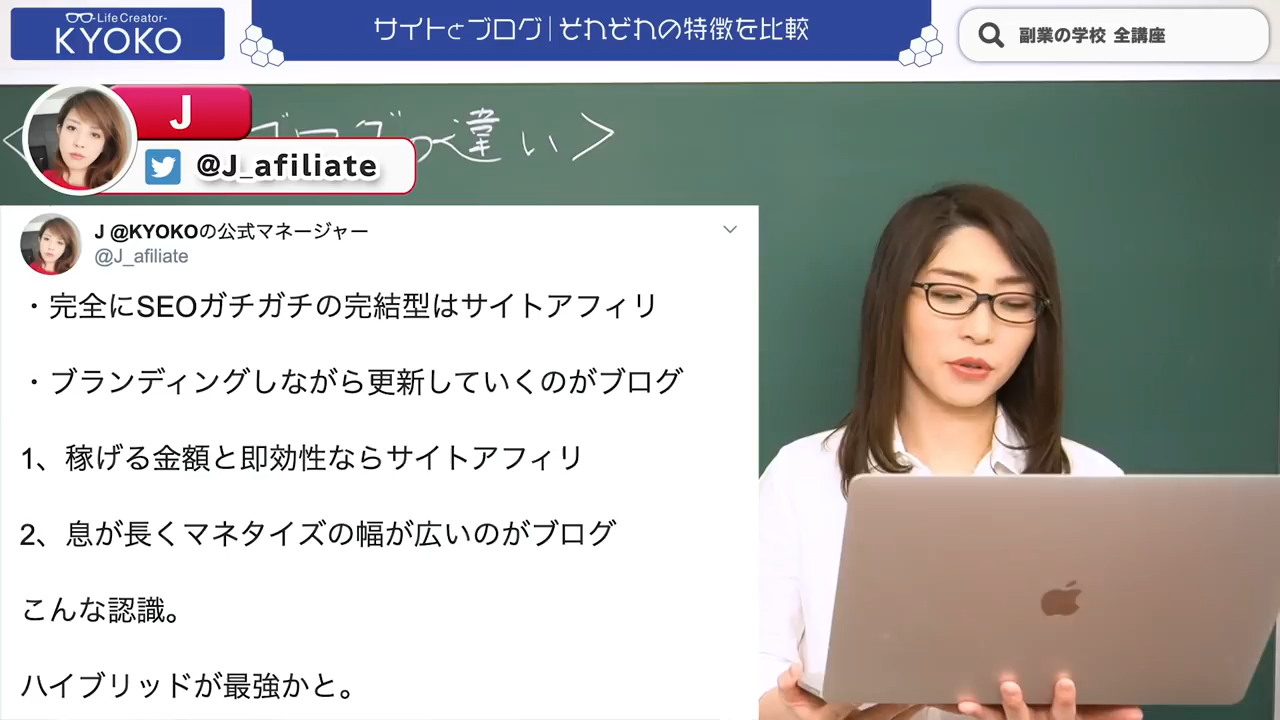 -Life Creator-
KYOKO
サイトとブログ|それぞれの特徴を比較
副業の学校 全講座
J
@J_afiliate
ブログの違い>
J @KYOKOの公式マネージャー
@J_afiliate
・完全にSEOガチガチの完結型はサイトアフィリ
・ブランディングしながら更新していくのがブログ
1、稼げる金額と即効性ならサイトアフィリ
2、息が長くマネタイズの幅が広いのがブログ
こんな認識。
ハイブリッドが最強かと。